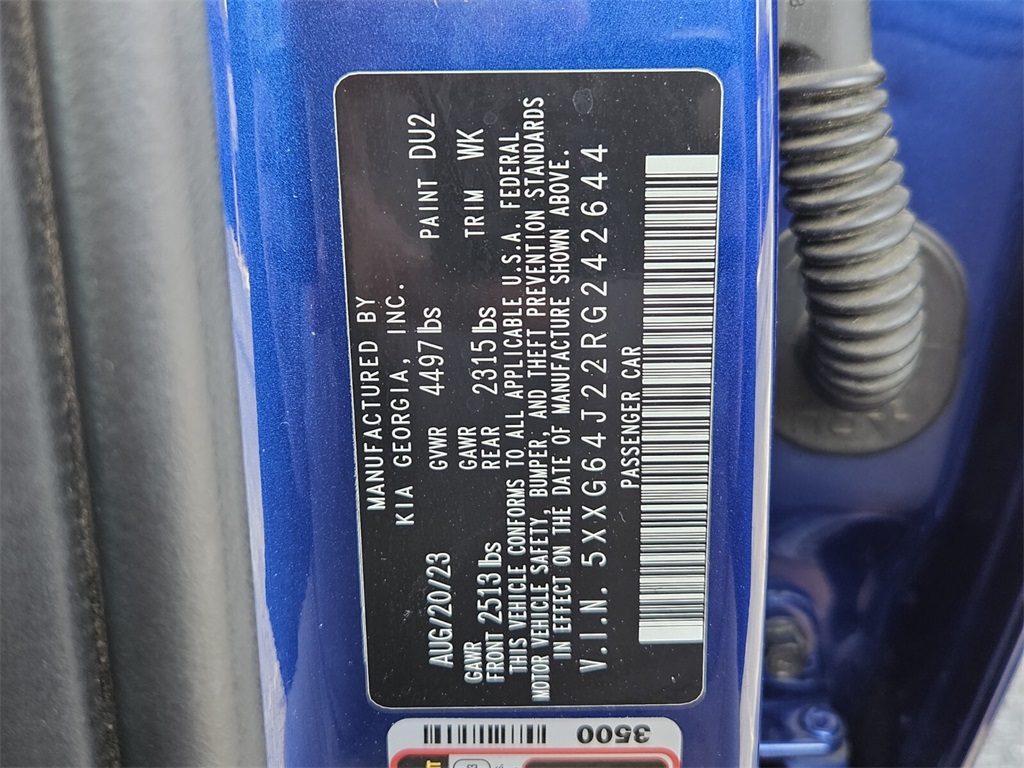 MANUFACTURED BY
KIA GEORGIA, INC.
AUG/20/23 GVWR 4497lbs PAINT DU2
GAWR FRONT 2513lbs GAWR REAR 2315lbs TRIM WK
THIS VEHICLE CONFORMS TO ALL APPLICABLE U.S.A. FEDERAL
MOTOR VEHICLE SAFETY, BUMPER, AND THEFT PREVENTION STANDARDS
IN EFFECT ON THE DATE OF MANUFACTURE SHOWN ABOVE.
V.I.N. 5XXG64J22RG242644
PASSENGER CAR
3500